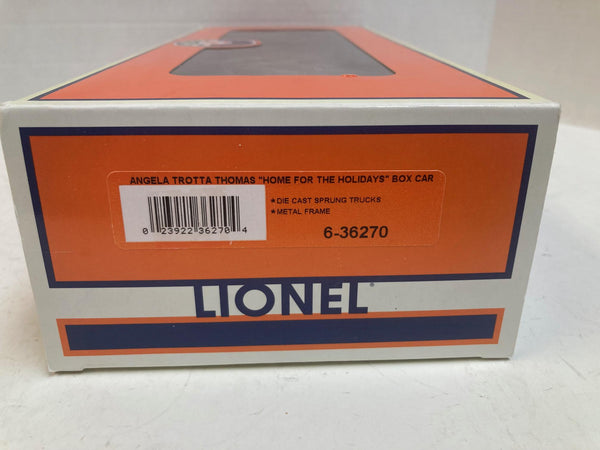 ANGELA TROTTA THOMAS "HOME FOR THE HOLIDAYS" BOX CAR
★DIE CAST SPRUNG TRUCKS
★METAL FRAME
0 23922 36270 4
6-36270
LIONEL®